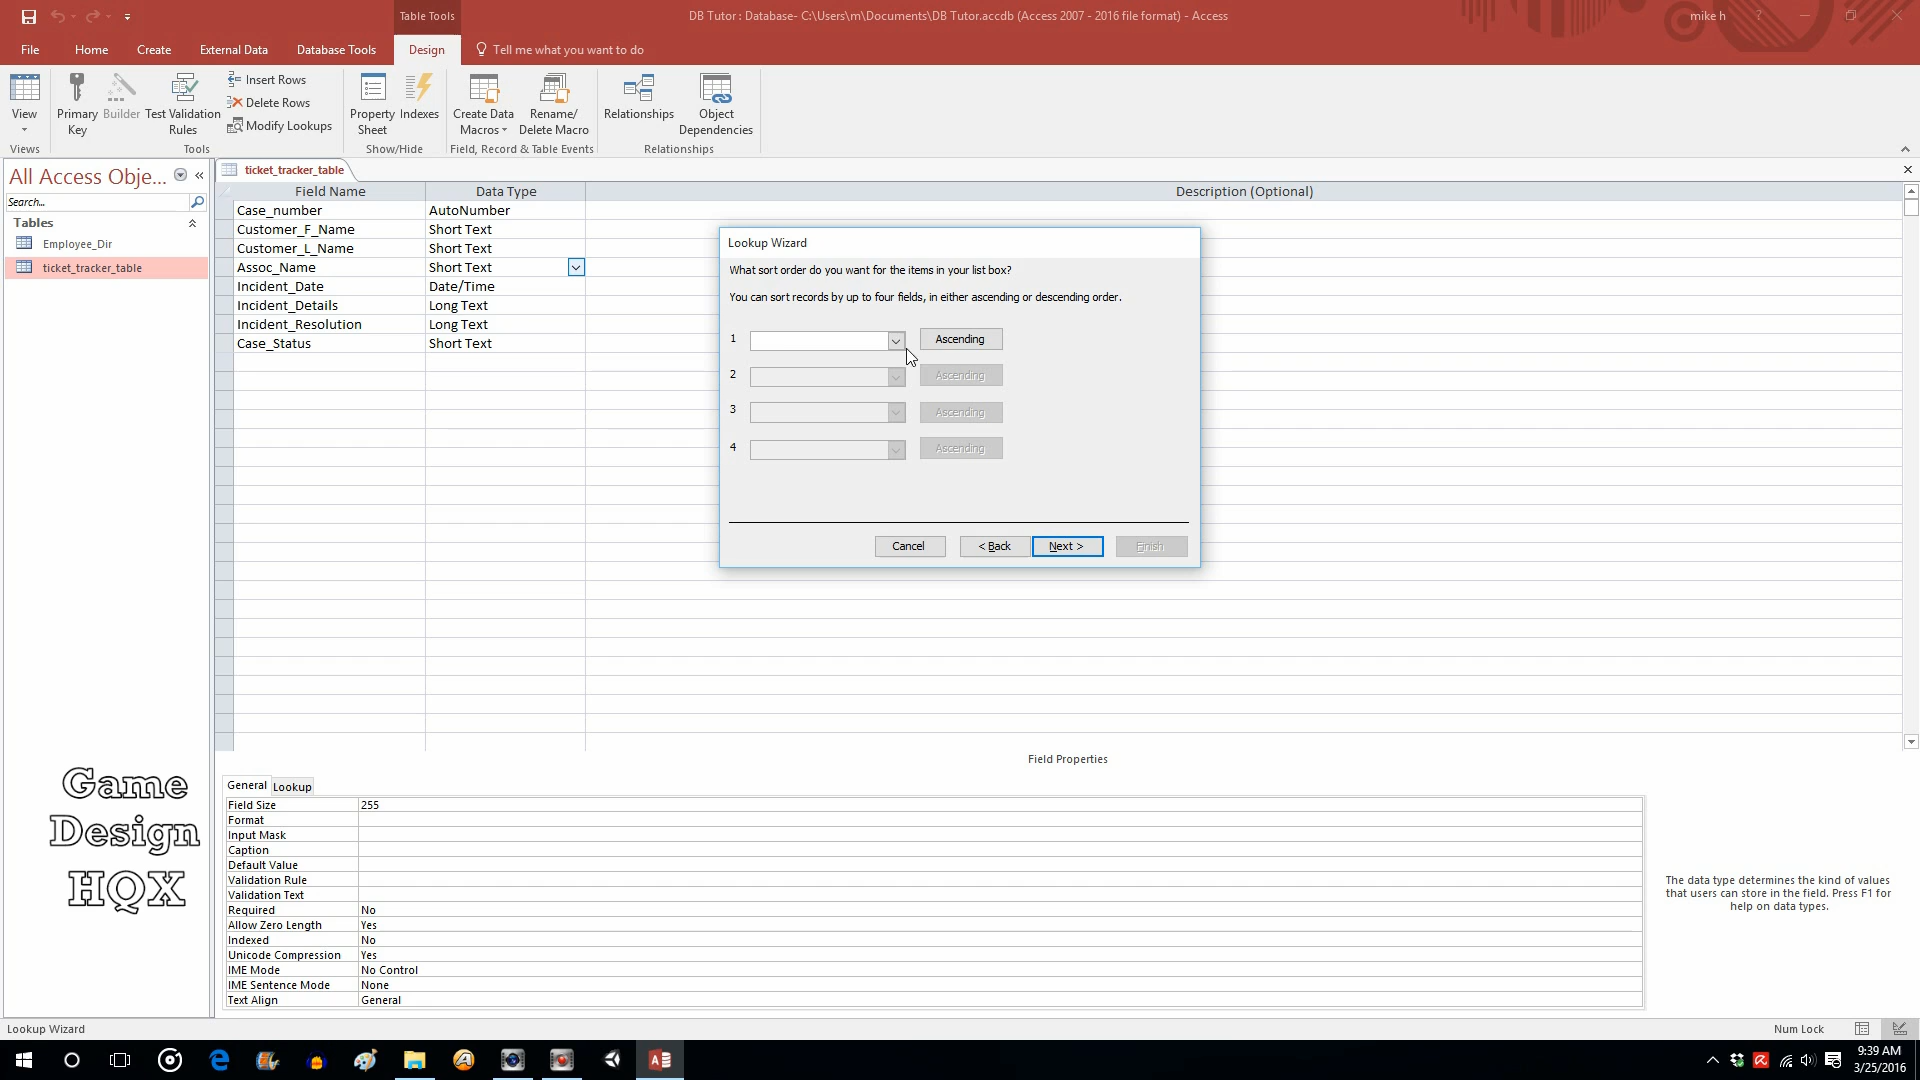 Table Tools
DB Tutor : Database- C:\Users\m\Documents\DB Tutor.accdb (Access 2007 - 2016 file format) - Access
mike h
?
File
Home
Create
External Data
Database Tools
Design
Tell me what you want to do
View
Primary
Key
Builder
Test Validation
Rules
Insert Rows
Delete Rows
Modify Lookups
Property
Sheet
Indexes
Create Data
Macros
Rename/
Delete Macro
Relationships
Object
Dependencies
Views
Tools
Show/Hide
Field, Record & Table Events
Relationships
All Access Obje...
Search...
Tables
Employee_Dir
ticket_tracker_table
ticket_tracker_table
Field Name
Data Type
Description (Optional)
Case_number
AutoNumber
Customer_F_Name
Short Text
Customer_L_Name
Short Text
Assoc_Name
Short Text
Incident_Date
Date/Time
Incident_Details
Long Text
Incident_Resolution
Long Text
Case_Status
Short Text
Lookup Wizard
What sort order do you want for the items in your list box?
You can sort records by up to four fields, in either ascending or descending order.
1
Ascending
2
Ascending
3
Ascending
4
Ascending
Cancel
< Back
Next >
Finish
Field Properties
General
Lookup
Field Size
255
Format
Input Mask
Caption
Default Value
Validation Rule
Validation Text
Required
No
Allow Zero Length
Yes
Indexed
No
Unicode Compression
Yes
IME Mode
No Control
IME Sentence Mode
None
Text Align
General
The data type determines the kind of values
that users can store in the field. Press F1 for
help on data types.
Game
Design
HQX
Lookup Wizard
Num Lock
9:39 AM
3/25/2016